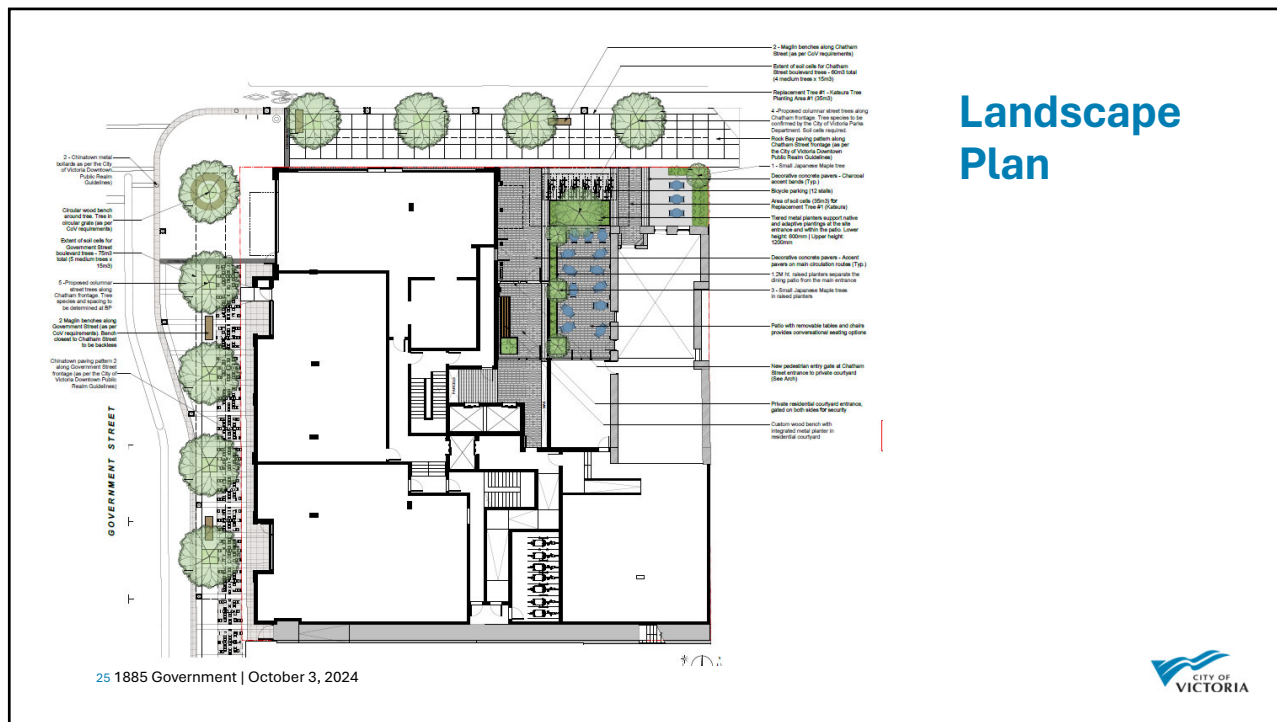 Landscape
Plan
2 - Maglin benches along Chatham
Street (as per CoV requirements)
Extent of soil cells for Chatham
Street boulevard trees - 60m3 total
(4 medium trees x 15m3)
Replacement Tree #1 - Katsura Tree
Planting Area #1 (35m3)
4 -Proposed columnar street trees along
Chatham frontage. Tree species to be
confirmed by the City of Victoria Parks
Department. Soil cells required.
Rock Bay paving pattern along
Chatham Street frontage (as per
the City of Victoria Downtown
Public Realm Guidelines)
1 - Small Japanese Maple tree
Decorative concrete pavers - Charcoal
accent bands (Typ.)
Bicycle parking (12 stalls)
Area of soil cells (35m3) for
Replacement Tree #1 (Katsura)
Tiered metal planters support native
and adaptive plantings at the site
entrance and within the patio. Lower
height: 600mm | Upper height:
1200mm
Decorative concrete pavers - Accent
pavers on main circulation routes (Typ.)
1.2M ht. raised planters separate the
dining patio from the main entrance
3 - Small Japanese Maple trees
in raised planters
Patio with removable tables and chairs
provides conversational seating options
New pedestrian entry gate at Chatham
Street entrance to private courtyard
(See Arch)
Private residential courtyard entrance,
gated on both sides for security
Custom wood bench with
integrated metal planter in
residential courtyard
2 - Chinatown metal
bollards as per the City
of Victoria Downtown
Public Realm
Guidelines)
Circular wood bench
around tree. Tree in
circular grate (as per
CoV requirements)
Extent of soil cells for
Government Street
boulevard trees - 75m3
total (5 medium trees x
15m3)
5 -Proposed columnar
street trees along
Chatham frontage. Tree
species and spacing to
be determined at BP
2 Maglin benches along
Government Street (as per
CoV requirements). Bench
closest to Chatham Street
to be backless
Chinatown paving pattern 2
along Government Street
frontage (as per the City of
Victoria Downtown Public
Realm Guidelines)
GOVERNMENT STREET
25 1885 Government | October 3, 2024
CITY OF
VICTORIA